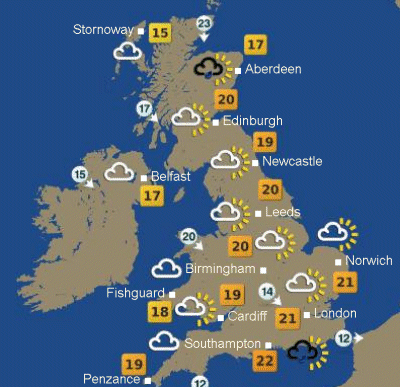 Stornoway 15 23
17
Aberdeen
20
17 Edinburgh
19
Newcastle
15 Belfast
17
20
Leeds
20 20
Norwich
Birmingham
21
Fishguard 19 14
18 Cardiff 21 London
Southampton 12
19 22
Penzance 12